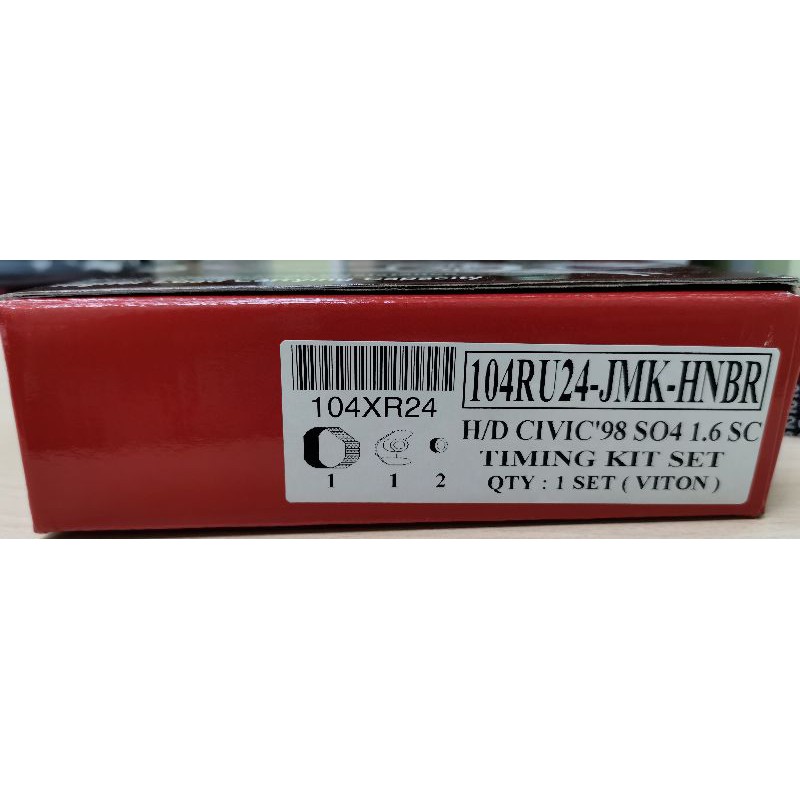 Capacity
104XR24
1 1 2
104RU24-JMK-HNBR
H/D CIVIC'98 SO4 1.6 SC
TIMING KIT SET
QTY : 1 SET ( VITON )